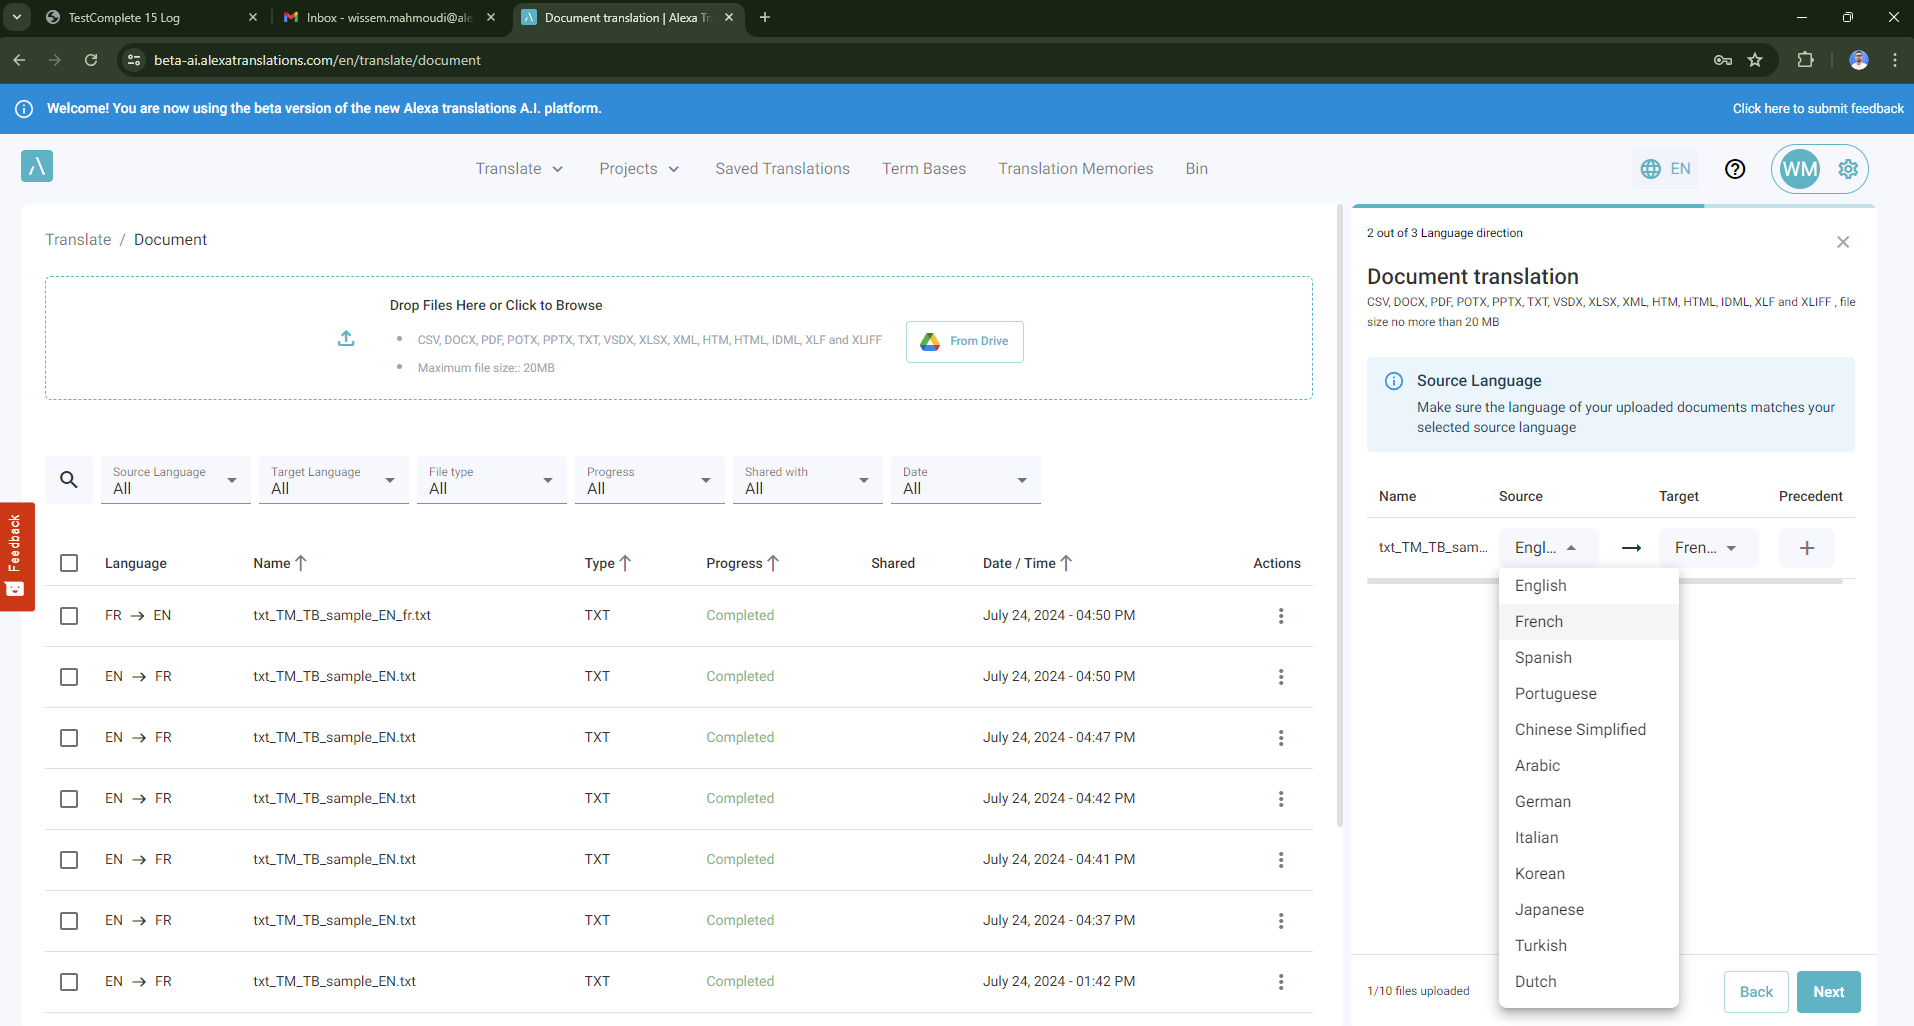 TestComplete 15 Log
Inbox - wissem.mahmoudi@ale
Document translation | Alexa Tr
beta-ai.alexatranslations.com/en/translate/document
Welcome! You are now using the beta version of the new Alexa translations A.I. platform.
Click here to submit feedback
Translate
Projects
Saved Translations
Term Bases
Translation Memories
Bin
EN
WM
Translate / Document
Drop Files Here or Click to Browse
CSV, DOCX, PDF, POTX, PPTX, TXT, VSDX, XLSX, XML, HTM, HTML, IDML, XLF and XLIFF
Maximum file size:: 20MB
From Drive
Source Language
All
Target Language
All
File type
All
Progress
All
Shared with
All
Date
All
Feedback
Language Name Type Progress Shared Date / Time Actions
FR → EN txt_TM_TB_sample_EN_fr.txt TXT Completed July 24, 2024 - 04:50 PM
EN → FR txt_TM_TB_sample_EN.txt TXT Completed July 24, 2024 - 04:50 PM
EN → FR txt_TM_TB_sample_EN.txt TXT Completed July 24, 2024 - 04:47 PM
EN → FR txt_TM_TB_sample_EN.txt TXT Completed July 24, 2024 - 04:42 PM
EN → FR txt_TM_TB_sample_EN.txt TXT Completed July 24, 2024 - 04:41 PM
EN → FR txt_TM_TB_sample_EN.txt TXT Completed July 24, 2024 - 04:37 PM
EN → FR txt_TM_TB_sample_EN.txt TXT Completed July 24, 2024 - 01:42 PM
2 out of 3 Language direction
Document translation
CSV, DOCX, PDF, POTX, PPTX, TXT, VSDX, XLSX, XML, HTM, HTML, IDML, XLF and XLIFF , file
size no more than 20 MB
Source Language
Make sure the language of your uploaded documents matches your
selected source language
Name Source Target Precedent
txt_TM_TB_sam... Engl... → Fren... +
English
French
Spanish
Portuguese
Chinese Simplified
Arabic
German
Italian
Korean
Japanese
Turkish
Dutch
1/10 files uploaded
Back
Next